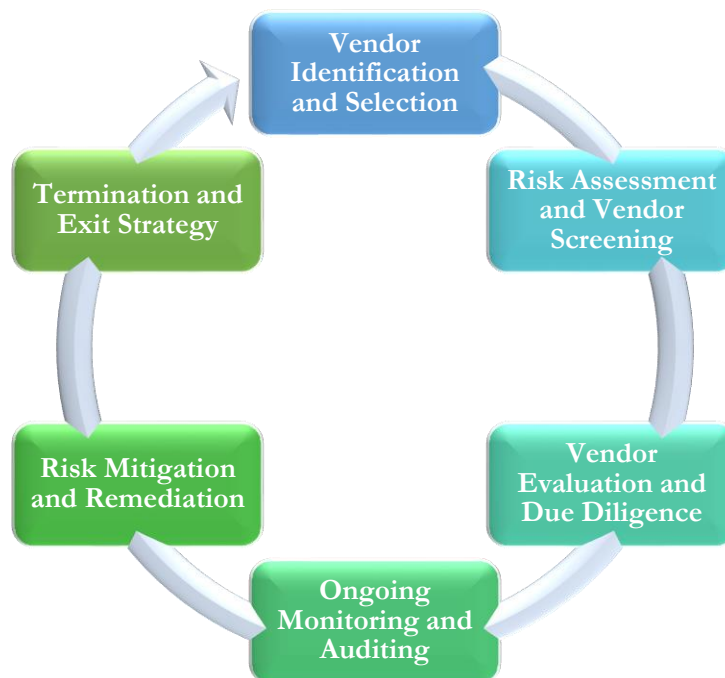 Vendor
Identification
and Selection
Risk Assessment
and Vendor
Screening
Vendor
Evaluation and
Due Diligence
Ongoing
Monitoring and
Auditing
Risk Mitigation
and Remediation
Termination and
Exit Strategy